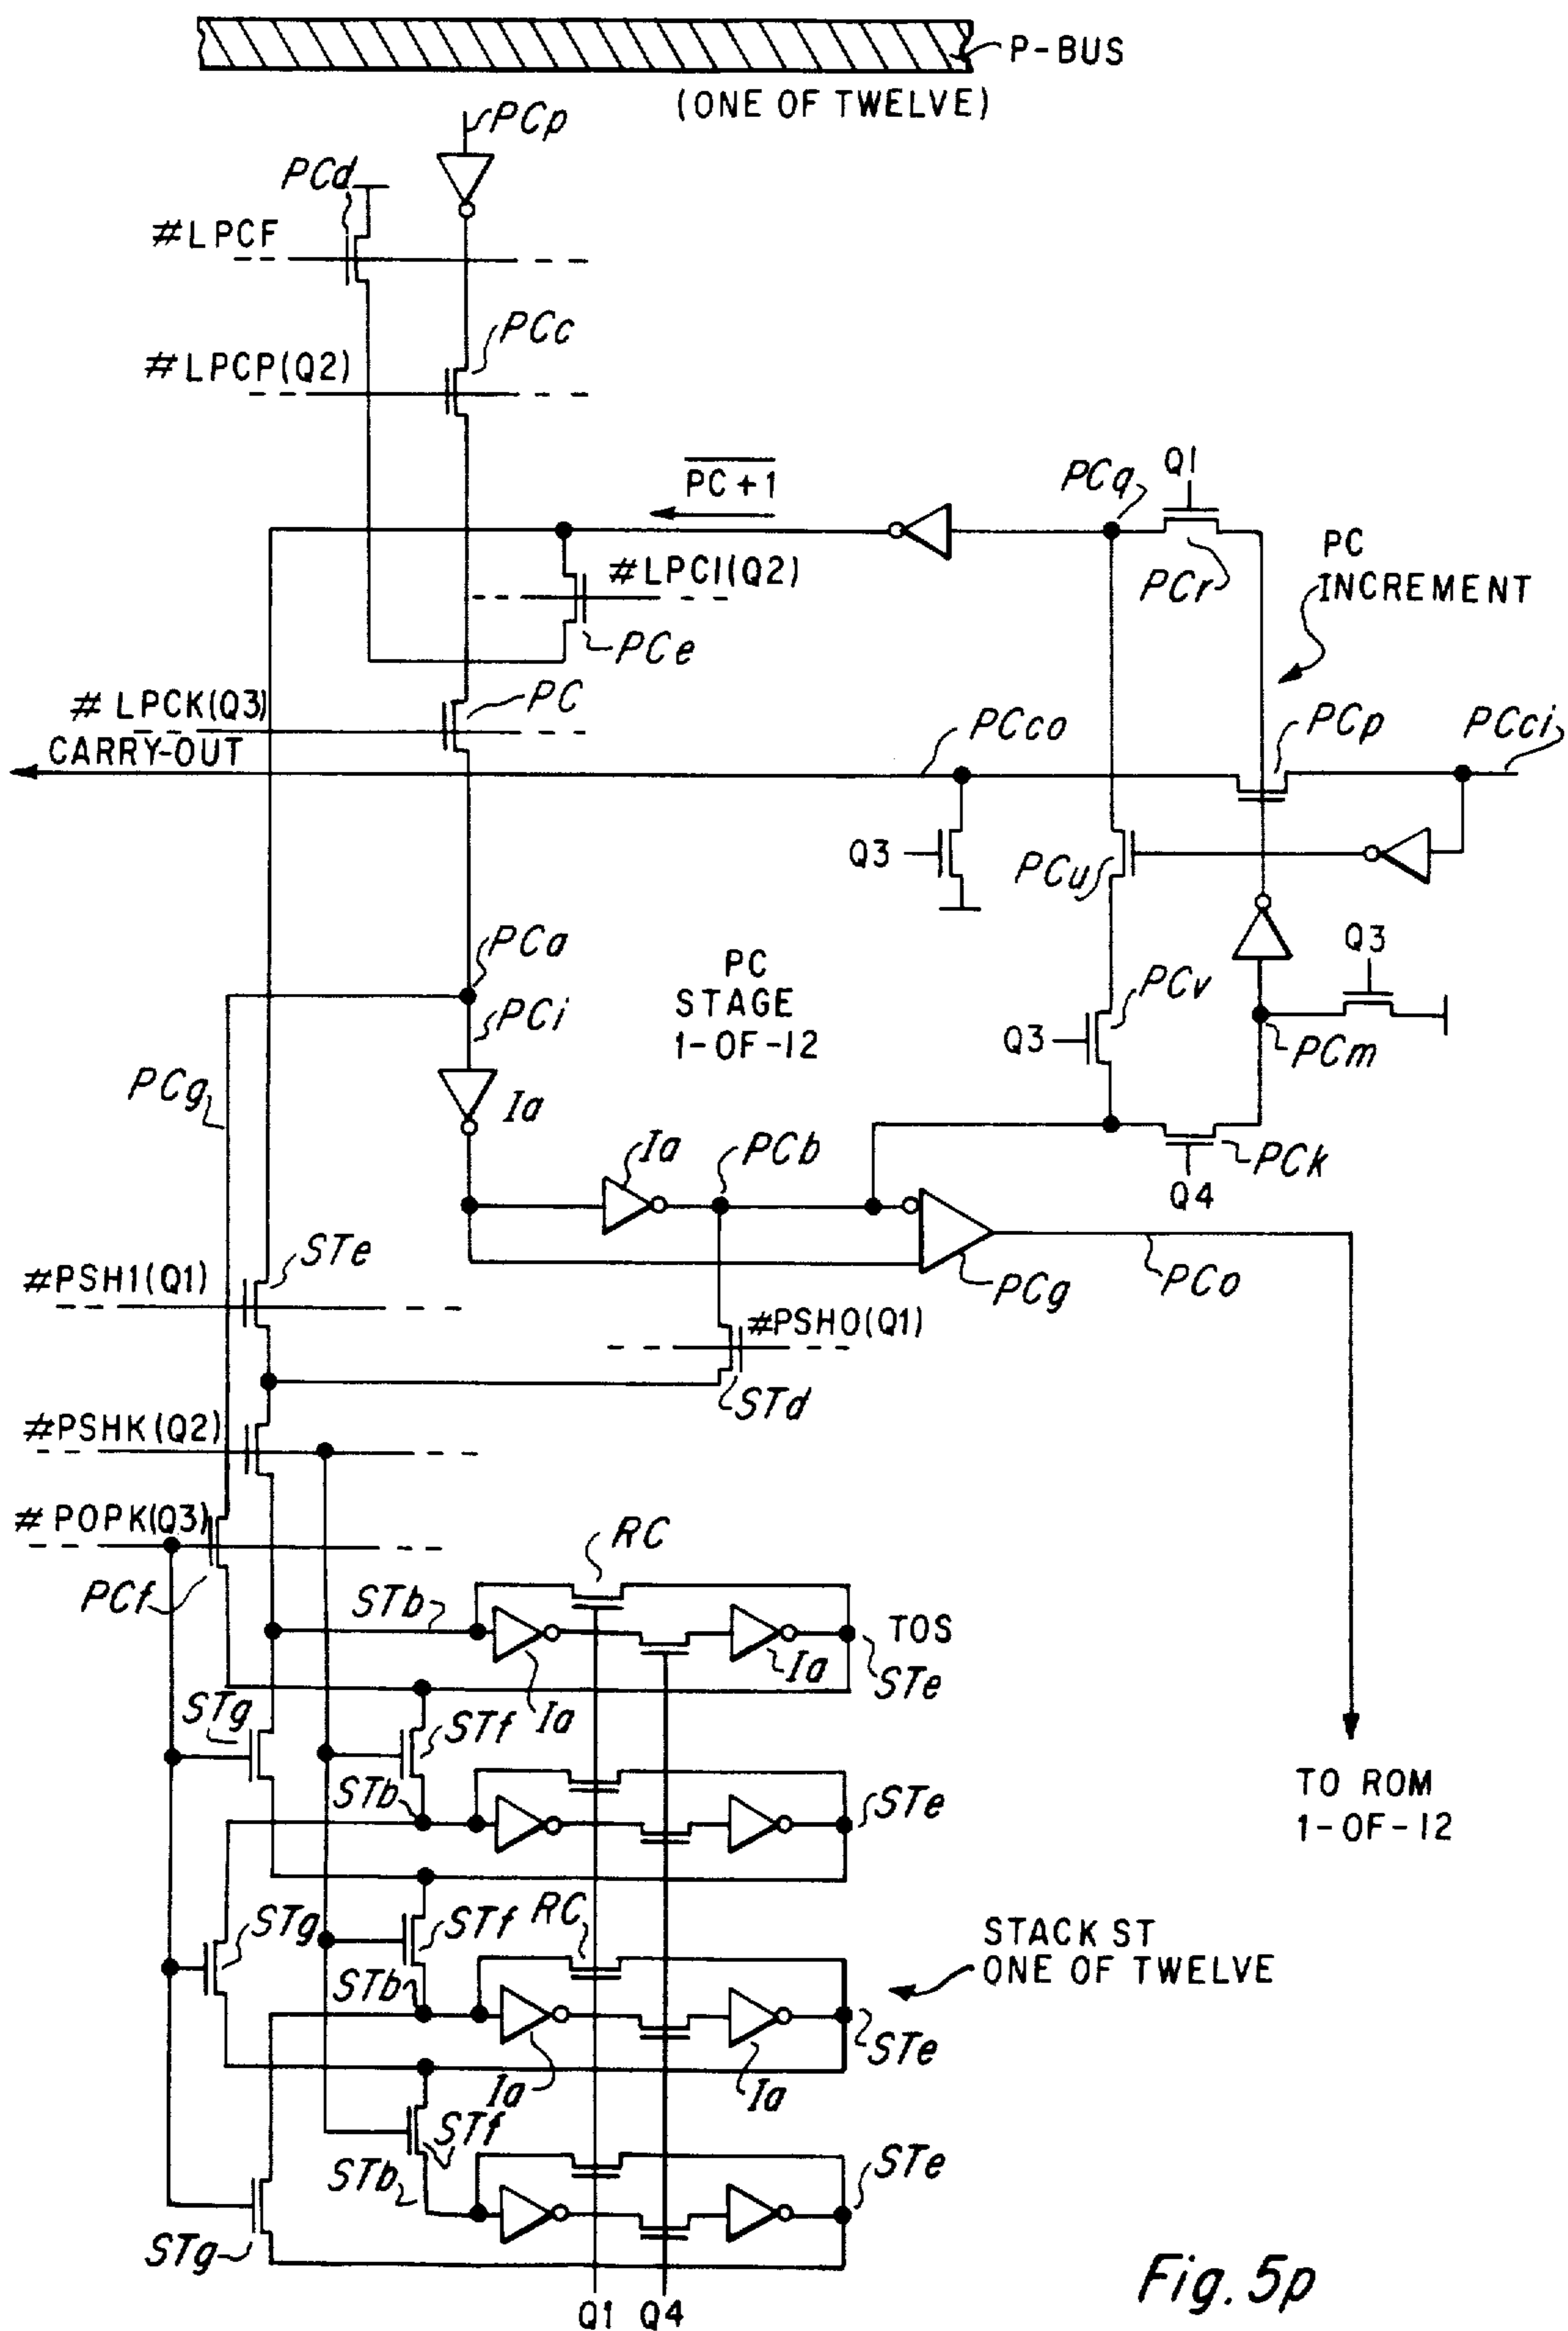 P-BUS
(ONE OF TWELVE)
PCp
PCd
#LPCF
PCc
#LPCP(Q2)
PC+1
PCq
Q1
PCr
PC
INCREMENT
#LPC1(Q2)
PCe
#LPCK(Q3)
PC
CARRY-OUT
PCco
PCp
PCci
Q3
PCu
PCa
PCi
PC
STAGE
1-OF-12
Q3
PCv
Q3
PCm
PCg
Ia
Ia
PCb
PCk
Q4
STe
#PSH1(Q1)
PCg
PCo
#PSHO(Q1)
STd
#PSHK(Q2)
#POPK(Q3)
RC
PCf
STb
TOS
Ia
STe
STg
Ia
STf
STb
STe
TO ROM
1-OF-12
STg
STf
RC
STACK ST
ONE OF TWELVE
STb
STe
Ia
Ia
STf
STb
STe
STg
Q1 Q4
Fig. 5p